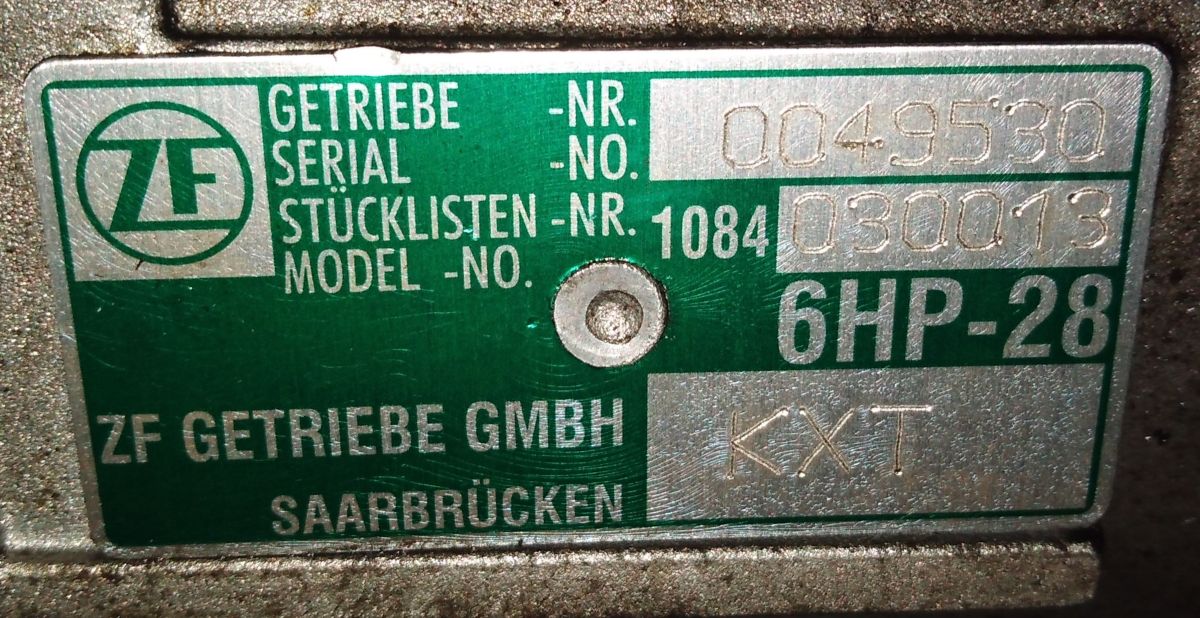 ZF
GETRIEBE -NR.
SERIAL -NO. 0049530
STÜCKLISTEN -NR.
MODEL -NO. 1084 030013
6HP-28
ZF GETRIEBE GMBH
SAARBRÜCKEN
KXT